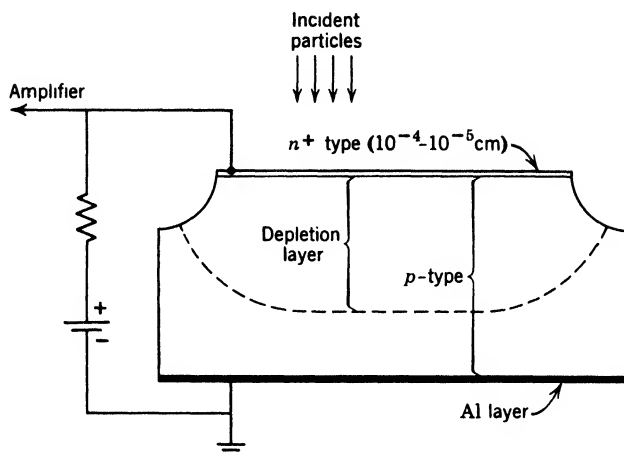 Incident
particles
Amplifier
n+ type (10−4-10−5cm)
Depletion
layer
p-type
+
-
Al layer